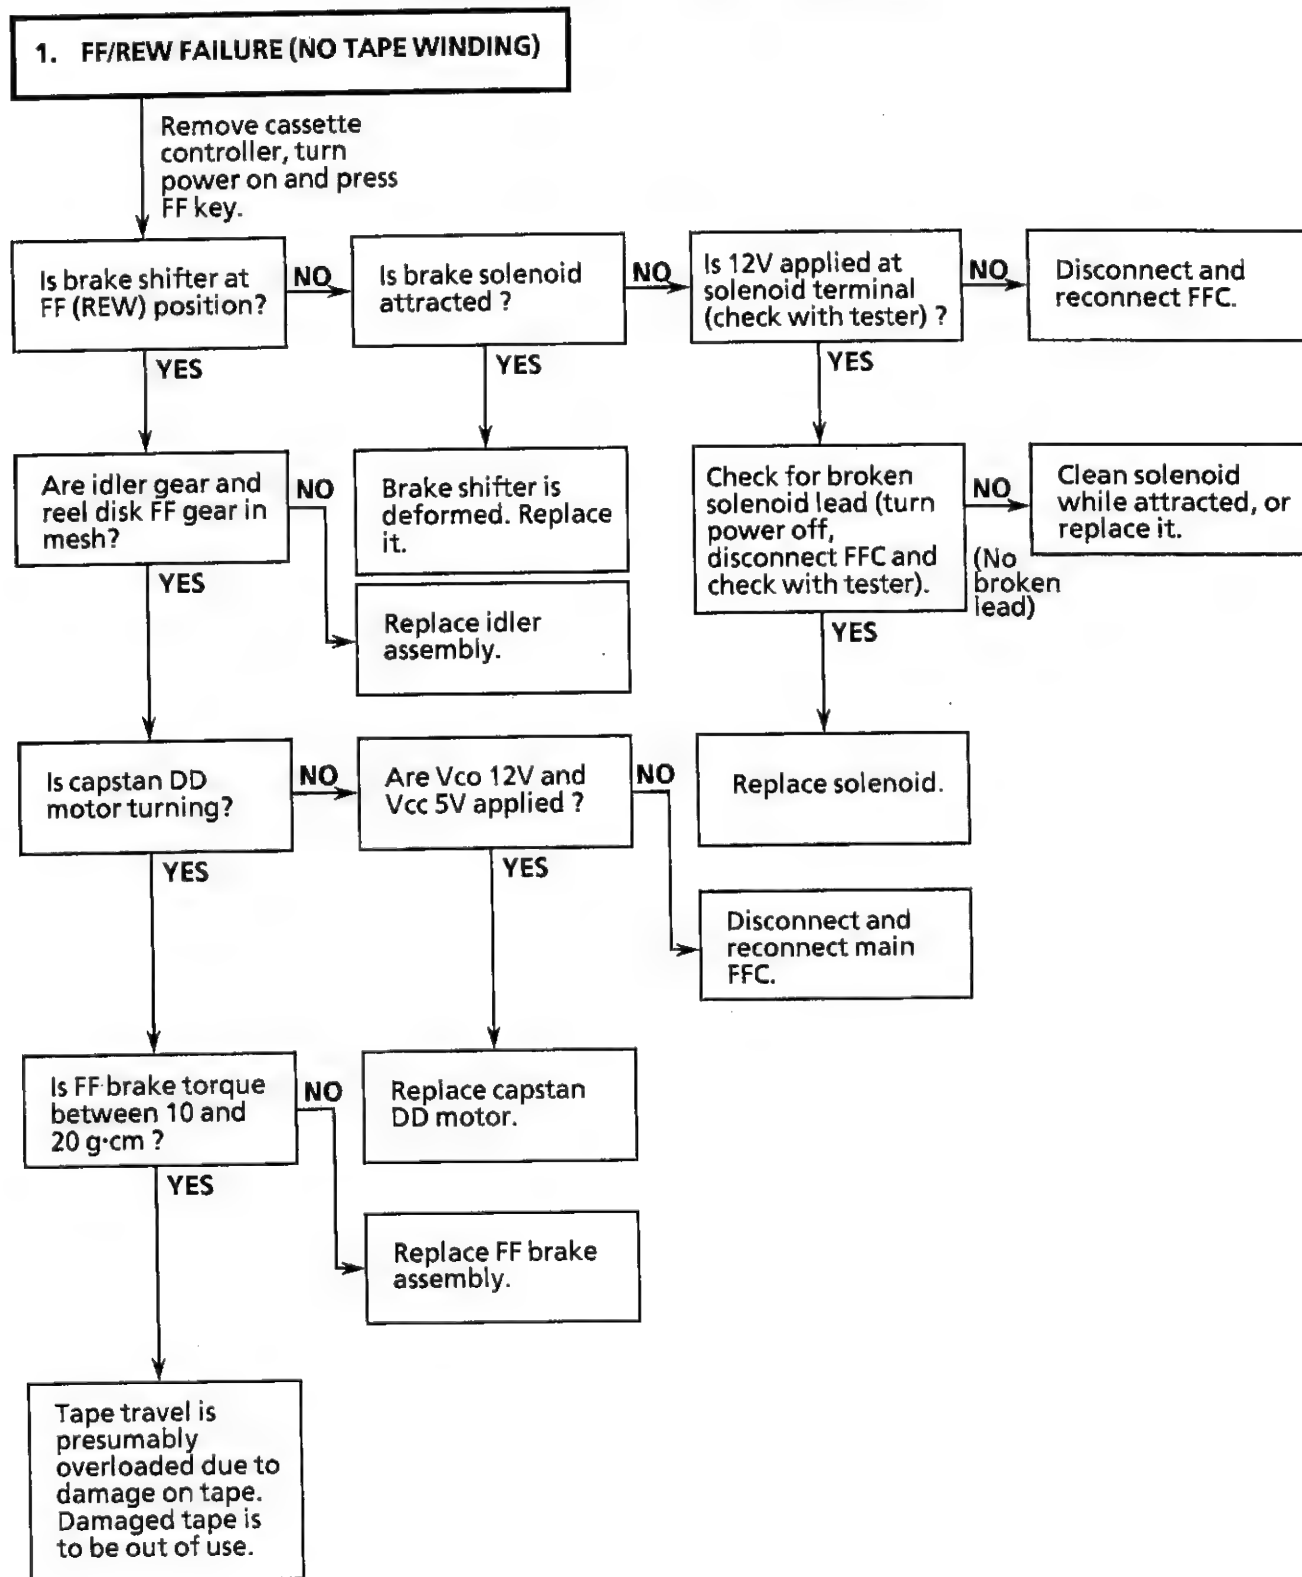 1. FF/REW FAILURE (NO TAPE WINDING)
Remove cassette
controller, turn
power on and press
FF key.
Is brake shifter at
FF (REW) position?
NO
Is brake solenoid
attracted ?
NO
Is 12V applied at
solenoid terminal
(check with tester) ?
NO
Disconnect and
reconnect FFC.
YES
YES
YES
Are idler gear and
reel disk FF gear in
mesh?
NO
Brake shifter is
deformed. Replace
it.
Check for broken
solenoid lead (turn
power off,
disconnect FFC and
check with tester).
NO
(No
broken
lead)
Clean solenoid
while attracted, or
replace it.
YES
Replace idler
assembly.
YES
Is capstan DD
motor turning?
NO
Are Vco 12V and
Vcc 5V applied ?
NO
Replace solenoid.
YES
YES
Disconnect and
reconnect main
FFC.
Is FF brake torque
between 10 and
20 g·cm ?
NO
Replace capstan
DD motor.
YES
Replace FF brake
assembly.
Tape travel is
presumably
overloaded due to
damage on tape.
Damaged tape is
to be out of use.